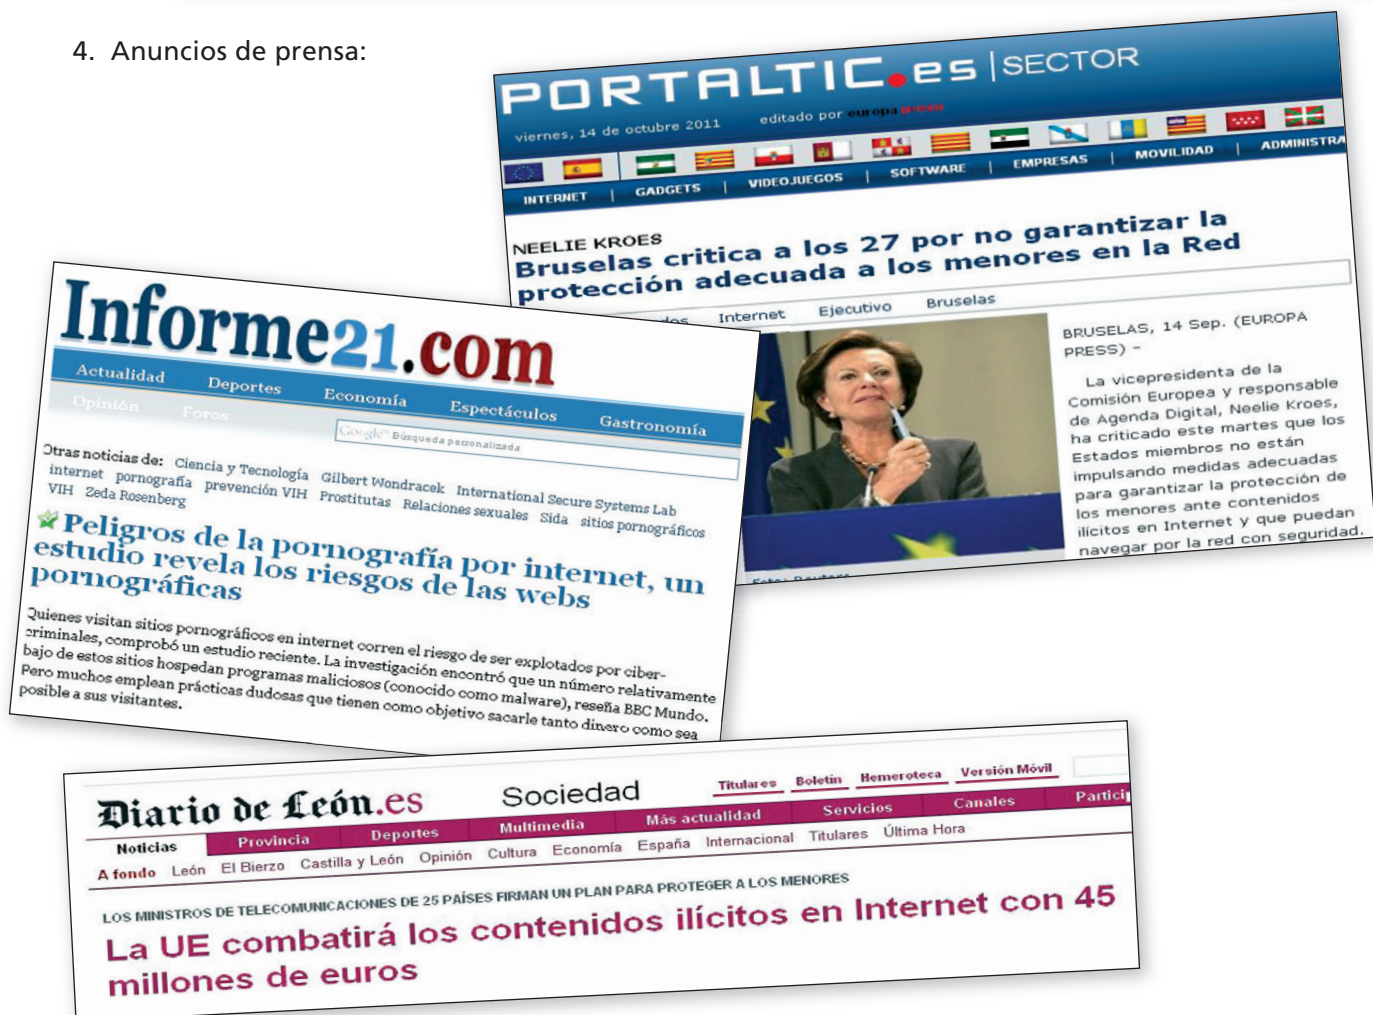 4. Anuncios de prensa:
PORTALTIC.es | SECTOR
viernes, 14 de octubre 2011 editado por europa press
INTERNET | GADGETS | VIDEOJUEGOS | SOFTWARE | EMPRESAS | MOVILIDAD | ADMINISTRA
NEELIE KROES
Bruselas critica a los 27 por no garantizar la
protección adecuada a los menores en la Red
Internet Ejecutivo Bruselas
BRUSELAS, 14 Sep. (EUROPA
PRESS) –
La vicepresidenta de la
Comisión Europea y responsable
de Agenda Digital, Neelie Kroes,
ha criticado este martes que los
Estados miembros no están
impulsando medidas adecuadas
para garantizar la protección de
los menores ante contenidos
ilícitos en Internet y que puedan
navegar por la red con seguridad.
Informe21.com
Actualidad Deportes Economía Espectáculos Gastronomía
Opinión Foros
Google™ Búsqueda personalizada
Otras noticias de: Ciencia y Tecnología Gilbert Wondracek International Secure Systems Lab
internet pornografía prevención VIH Prostitutas Relaciones sexuales Sida sitios pornográficos
VIH Zeda Rosenberg
Peligros de la pornografía por internet, un
estudio revela los riesgos de las webs
pornográficas
Quienes visitan sitios pornográficos en internet corren el riesgo de ser explotados por ciber-
criminales, comprobó un estudio reciente. La investigación encontró que un número relativamente
bajo de estos sitios hospedan programas maliciosos (conocido como malware), reseña BBC Mundo.
Pero muchos emplean prácticas dudosas que tienen como objetivo sacarle tanto dinero como sea
posible a sus visitantes.
Diario de León.es Sociedad Titulares Boletín Hemeroteca Versión Móvil
Noticias Provincia Deportes Multimedia Más actualidad Servicios Canales Particip
A fondo León El Bierzo Castilla y León Opinión Cultura Economía España Internacional Titulares Última Hora
LOS MINISTROS DE TELECOMUNICACIONES DE 25 PAÍSES FIRMAN UN PLAN PARA PROTEGER A LOS MENORES
La UE combatirá los contenidos ilícitos en Internet con 45
millones de euros